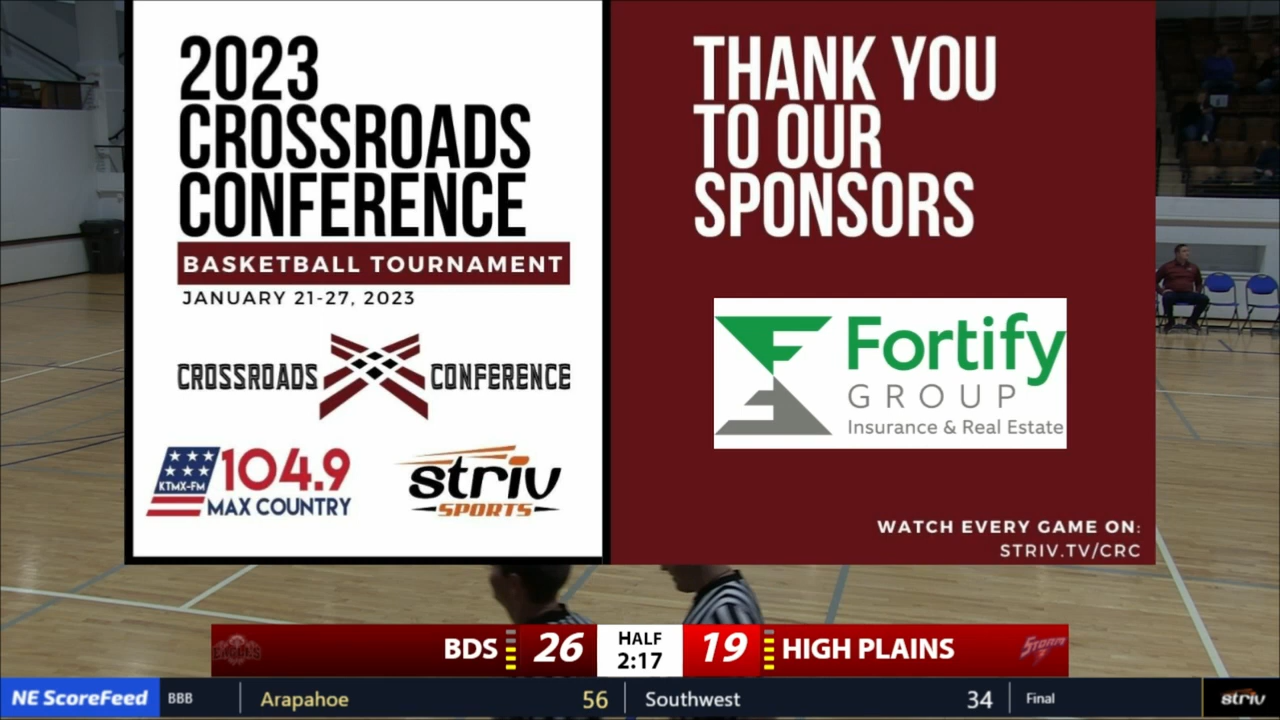 2023
CROSSROADS
CONFERENCE
BASKETBALL TOURNAMENT
JANUARY 21-27, 2023
CROSSROADS CONFERENCE
KTMX-FM
104.9
MAX COUNTRY
striv
SPORTS
THANK YOU
TO OUR
SPONSORS
Fortify
GROUP
Insurance & Real Estate
WATCH EVERY GAME ON:
STRIV.TV/CRC
EAGLES
BDS 26 HALF 19 HIGH PLAINS
2:17
Storm
NE ScoreFeed BBB Arapahoe 56 Southwest 34 Final striv